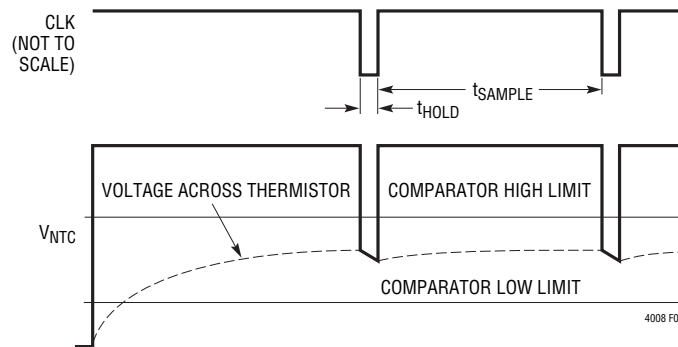 CLK
(NOT TO
SCALE)
tSAMPLE
tHOLD
VOLTAGE ACROSS THERMISTOR
COMPARATOR HIGH LIMIT
VNTC
COMPARATOR LOW LIMIT
4008 F0